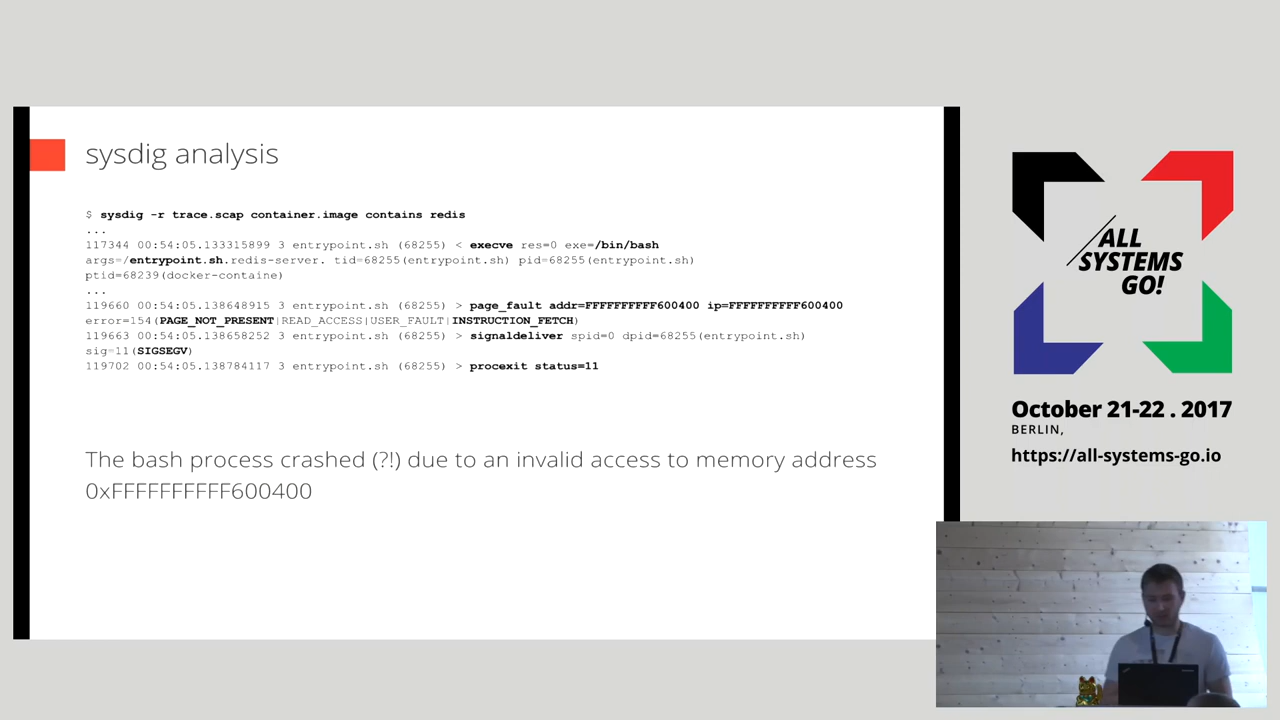 sysdig analysis
$ sysdig -r trace.scap container.image contains redis
...
117344 00:54:05.133315899 3 entrypoint.sh (68255) < execve res=0 exe=/bin/bash
args=/entrypoint.sh.redis-server. tid=68255(entrypoint.sh) pid=68255(entrypoint.sh)
ptid=68239(docker-containe)
...
119660 00:54:05.138648915 3 entrypoint.sh (68255) > page_fault addr=FFFFFFFFFF600400 ip=FFFFFFFFFF600400
error=154(PAGE_NOT_PRESENT|READ_ACCESS|USER_FAULT|INSTRUCTION_FETCH)
119663 00:54:05.138658252 3 entrypoint.sh (68255) > signaldeliver spid=0 dpid=68255(entrypoint.sh)
sig=11(SIGSEGV)
119702 00:54:05.138784117 3 entrypoint.sh (68255) > procexit status=11
The bash process crashed (?!) due to an invalid access to memory address
0xFFFFFFFFFF600400
ALL
SYSTEMS
GO!
October 21-22 . 2017
BERLIN,
https://all-systems-go.io